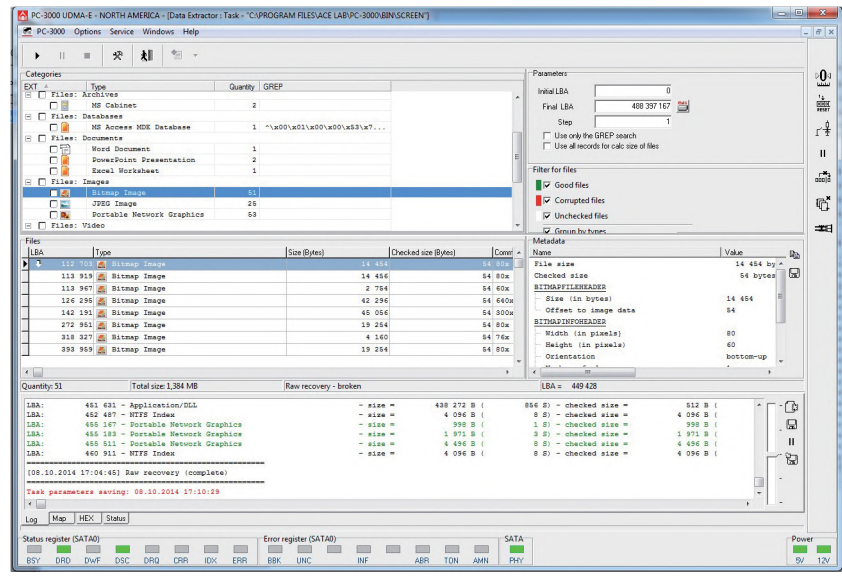 PC-3000 UDMA-E - NORTH AMERICA - [Data Extractor : Task - "C:\PROGRAM FILES\ACE LAB\PC-3000\BIN\SCREEN"]
PC-3000 Options Service Windows Help
Categories
EXT Type Quantity GREP
Files: Archives
MS Cabinet 2
Files: Databases
MS Access MDE Database 1 ^\x00\x01\x00\x00\x53\x7...
Files: Documents
Word Document 1
PowerPoint Presentation 2
Excel Worksheet 1
Files: Images
Bitmap Image 51
JPEG Image 25
Portable Network Graphics 53
Files: Video
Parameters
Initial LBA 0
Final LBA 488 397 167
Step 1
Use only the GREP search
Use all records for calc size of files
Filter for files
Good files
Corrupted files
Unchecked files
Group by types
Files
LBA Type Size (Bytes) Checked size (Bytes) Comm
112 703 Bitmap Image 14 454 54 80x
113 919 Bitmap Image 14 456 54 80x
113 967 Bitmap Image 2 754 54 60x
126 295 Bitmap Image 42 296 54 640x
142 191 Bitmap Image 45 056 54 300x
272 951 Bitmap Image 19 254 54 80x
318 327 Bitmap Image 4 160 54 76x
393 959 Bitmap Image 19 254 54 80x
Metadata
Name Value
File size 14 454 by
Checked size 54 bytes
BITMAPFILEHEADER
Size (in bytes) 14 454
Offset to image data 54
BITMAPINFOHEADER
Width (in pixels) 80
Height (in pixels) 60
Orientation bottom-up
Quantity: 51 Total size: 1,384 MB Raw recovery - broken LBA = 449 428
LBA: 451 631 - Application/DLL - size = 438 272 B ( 856 S) - checked size = 512 B (
LBA: 452 487 - NTFS Index - size = 4 096 B ( 8 S) - checked size = 4 096 B (
LBA: 455 167 - Portable Network Graphics - size = 998 B ( 1 S) - checked size = 998 B (
LBA: 455 183 - Portable Network Graphics - size = 1 971 B ( 3 S) - checked size = 1 971 B (
LBA: 455 511 - Portable Network Graphics - size = 4 496 B ( 8 S) - checked size = 4 496 B (
LBA: 460 911 - NTFS Index - size = 4 096 B ( 8 S) - checked size = 4 096 B (
[08.10.2014 17:04:45] Raw recovery (complete)
Task parameters saving: 08.10.2014 17:10:29
Log Map HEX Status
Status register (SATA0) Error register (SATA0) SATA Power
BSY DRD DWF DSC DRQ CRR IDX ERR BBK UNC INF ABR TON AMN PHY 5V 12V